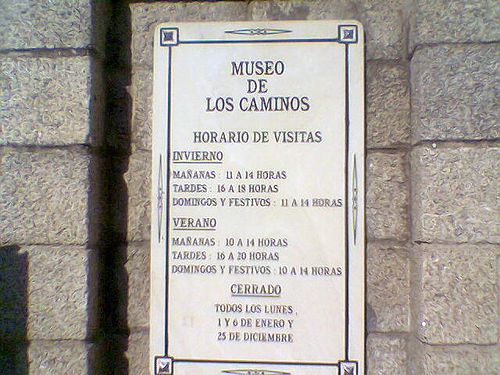 MUSEO
DE
LOS CAMINOS
HORARIO DE VISITAS
INVIERNO
MAÑANAS : 11 A 14 HORAS
TARDES : 16 A 18 HORAS
DOMINGOS Y FESTIVOS : 11 A 14 HORAS
VERANO
MAÑANAS : 10 A 14 HORAS
TARDES : 16 A 20 HORAS
DOMINGOS Y FESTIVOS : 10 A 14 HORAS
CERRADO
TODOS LOS LUNES ,
1 Y 6 DE ENERO Y
25 DE DICIEMBRE